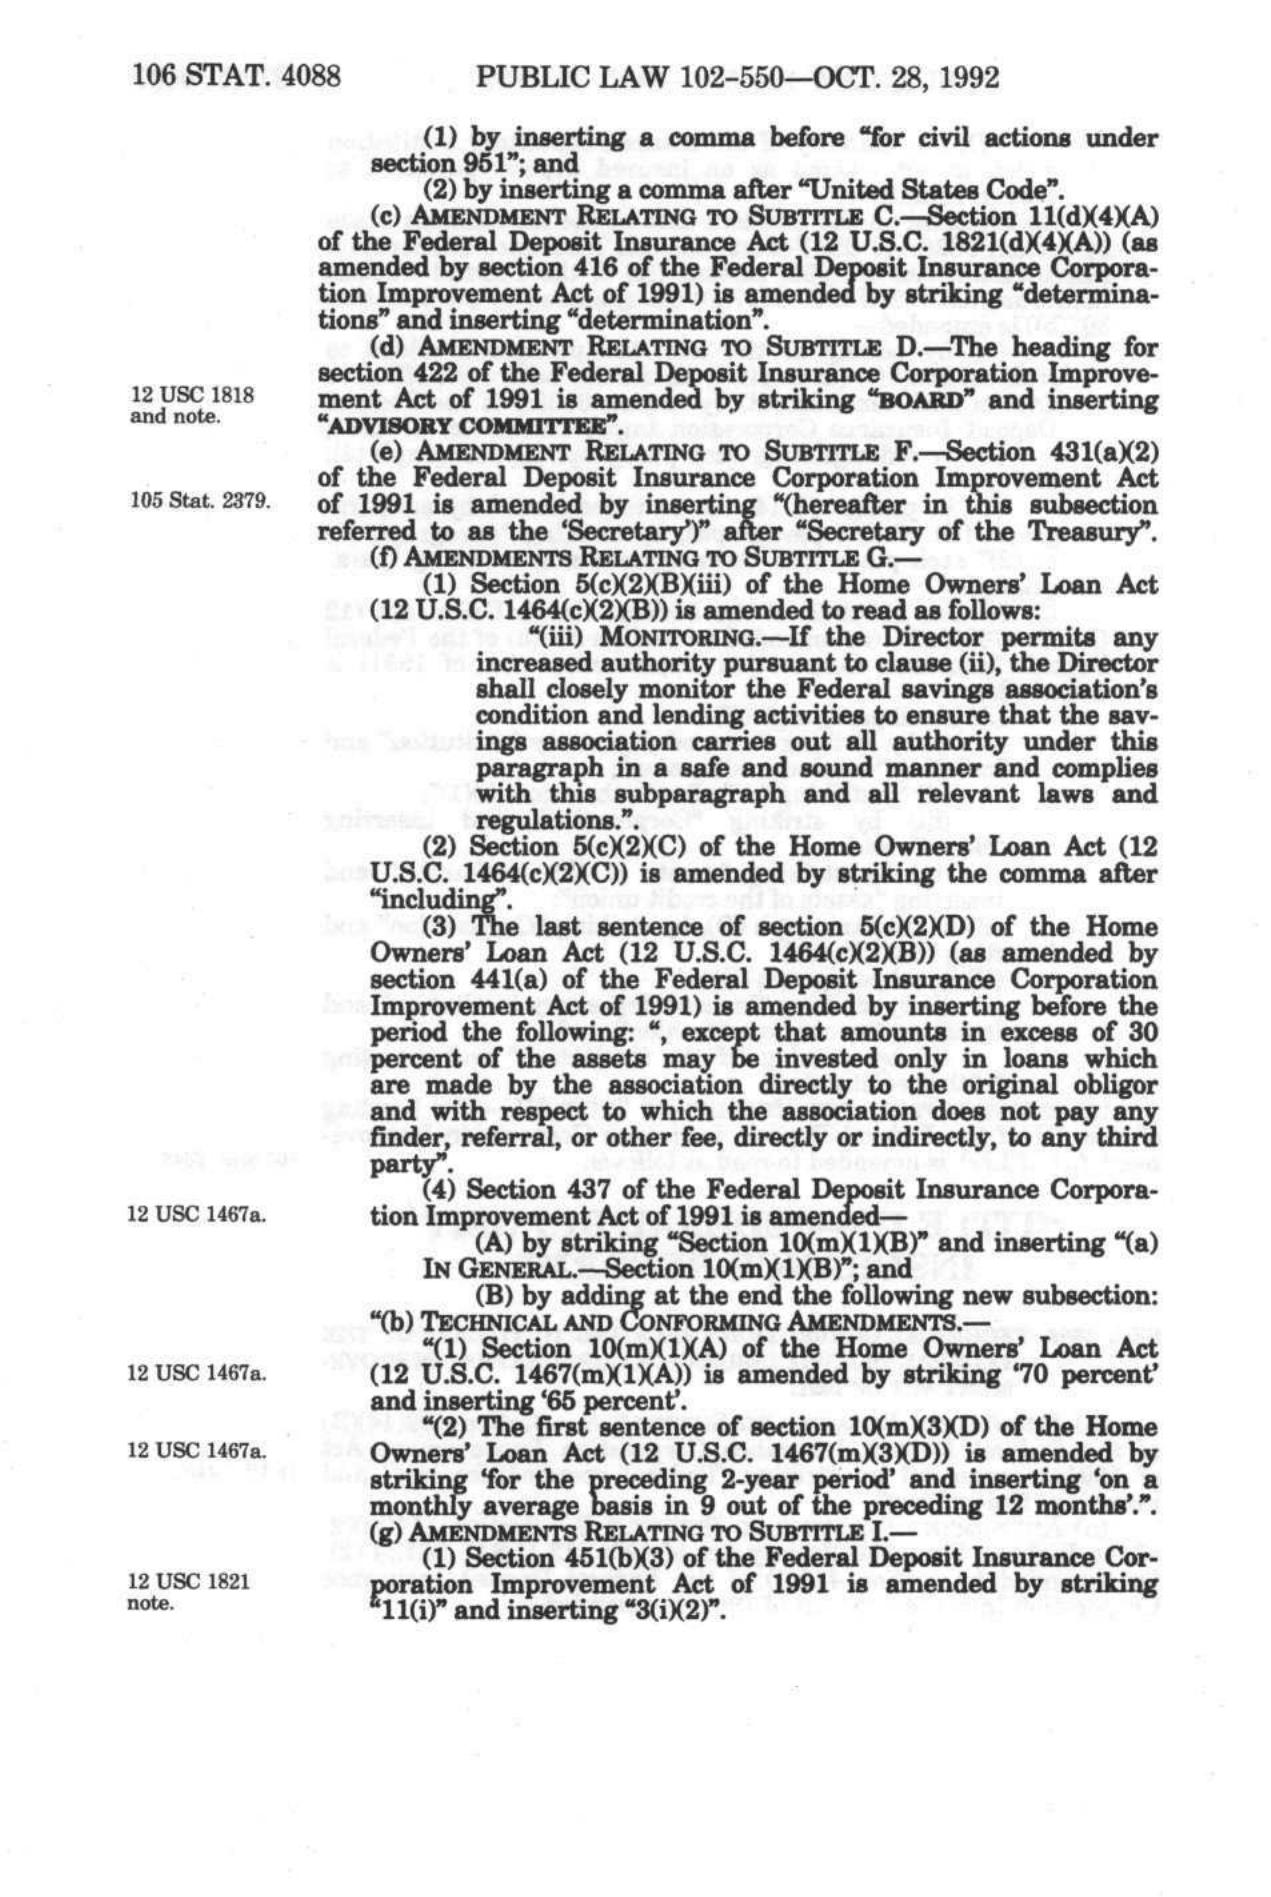 106 STAT. 4088 PUBLIC LAW 102-550—OCT. 28, 1992
(1) by inserting a comma before “for civil actions under
section 951”; and
(2) by inserting a comma after “United States Code”.
(c) AMENDMENT RELATING TO SUBTITLE C.—Section 11(d)(4)(A)
of the Federal Deposit Insurance Act (12 U.S.C. 1821(d)(4)(A)) (as
amended by section 416 of the Federal Deposit Insurance Corpora-
tion Improvement Act of 1991) is amended by striking “determina-
tions” and inserting “determination”.
(d) AMENDMENT RELATING TO SUBTITLE D.—The heading for
section 422 of the Federal Deposit Insurance Corporation Improve-
12 USC 1818
and note.
ment Act of 1991 is amended by striking “BOARD” and inserting
“ADVISORY COMMITTEE”.
(e) AMENDMENT RELATING TO SUBTITLE F.—Section 431(a)(2)
of the Federal Deposit Insurance Corporation Improvement Act
105 Stat. 2379.
of 1991 is amended by inserting “(hereafter in this subsection
referred to as the ‘Secretary’)” after “Secretary of the Treasury”.
(f) AMENDMENTS RELATING TO SUBTITLE G.—
(1) Section 5(c)(2)(B)(iii) of the Home Owners’ Loan Act
(12 U.S.C. 1464(c)(2)(B)) is amended to read as follows:
“(iii) MONITORING.—If the Director permits any
increased authority pursuant to clause (ii), the Director
shall closely monitor the Federal savings association’s
condition and lending activities to ensure that the sav-
ings association carries out all authority under this
paragraph in a safe and sound manner and complies
with this subparagraph and all relevant laws and
regulations.”.
(2) Section 5(c)(2)(C) of the Home Owners’ Loan Act (12
U.S.C. 1464(c)(2)(C)) is amended by striking the comma after
“including”.
(3) The last sentence of section 5(c)(2)(D) of the Home
Owners’ Loan Act (12 U.S.C. 1464(c)(2)(B)) (as amended by
section 441(a) of the Federal Deposit Insurance Corporation
Improvement Act of 1991) is amended by inserting before the
period the following: “, except that amounts in excess of 30
percent of the assets may be invested only in loans which
are made by the association directly to the original obligor
and with respect to which the association does not pay any
finder, referral, or other fee, directly or indirectly, to any third
party”.
(4) Section 437 of the Federal Deposit Insurance Corpora-
12 USC 1467a.
tion Improvement Act of 1991 is amended—
(A) by striking “Section 10(m)(1)(B)” and inserting “(a)
IN GENERAL.—Section 10(m)(1)(B)”; and
(B) by adding at the end the following new subsection:
“(b) TECHNICAL AND CONFORMING AMENDMENTS.—
“(1) Section 10(m)(1)(A) of the Home Owners’ Loan Act
12 USC 1467a.
(12 U.S.C. 1467(m)(1)(A)) is amended by striking ‘70 percent’
and inserting ‘65 percent’.
“(2) The first sentence of section 10(m)(3)(D) of the Home
12 USC 1467a.
Owners’ Loan Act (12 U.S.C. 1467(m)(3)(D)) is amended by
striking ‘for the preceding 2-year period’ and inserting ‘on a
monthly average basis in 9 out of the preceding 12 months’.”.
(g) AMENDMENTS RELATING TO SUBTITLE I.—
(1) Section 451(b)(3) of the Federal Deposit Insurance Cor-
12 USC 1821
note.
poration Improvement Act of 1991 is amended by striking
“11(i)” and inserting “3(i)(2)”.